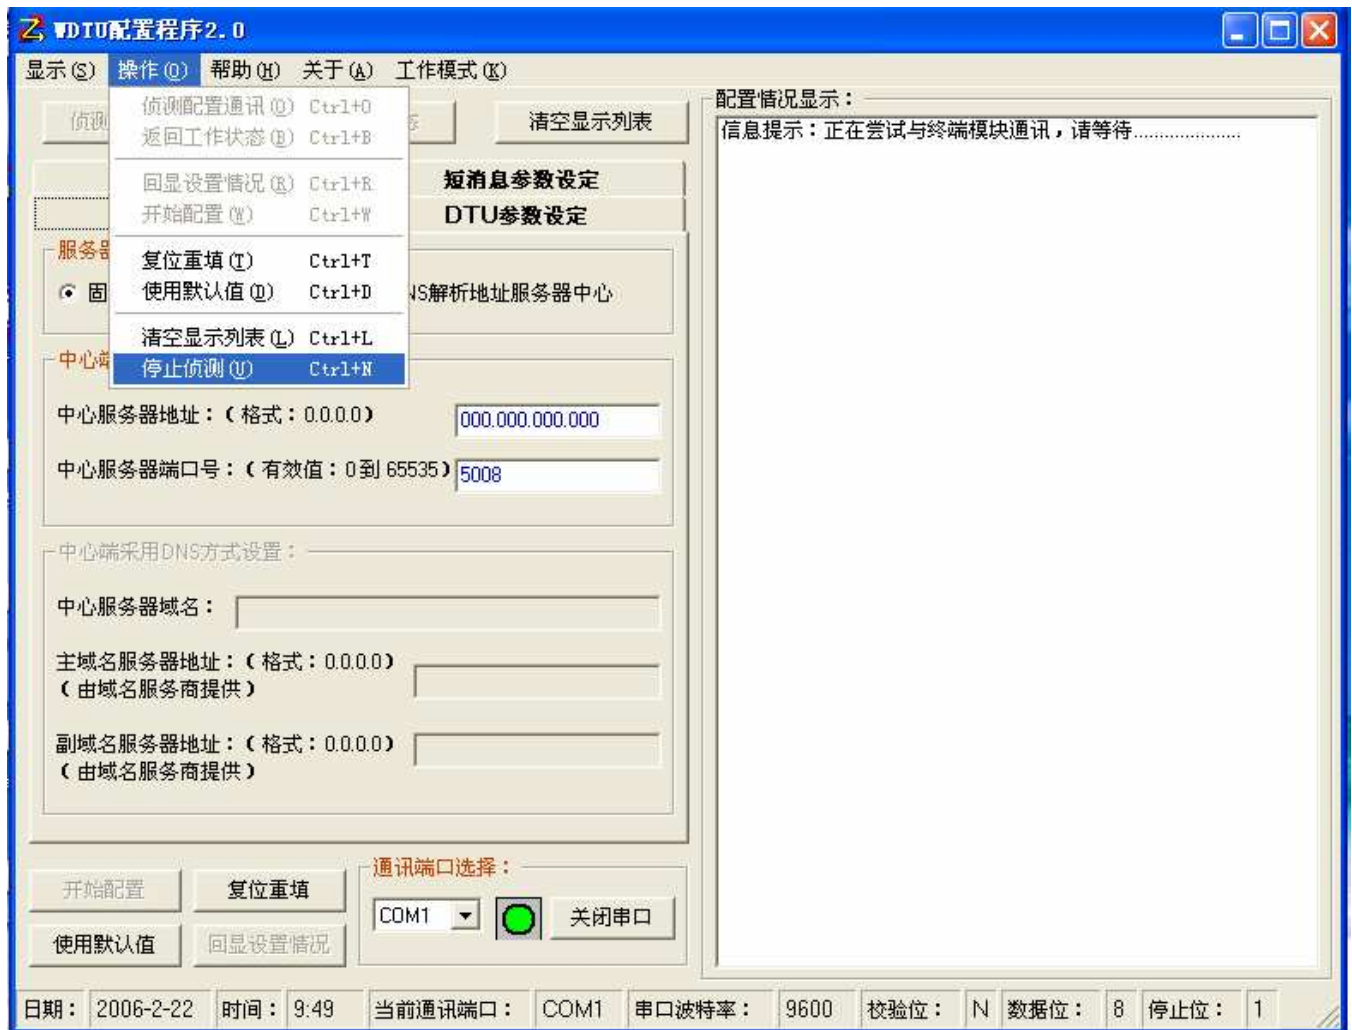 WDTU配置程序2.0
显示(S) 操作(O) 帮助(H) 关于(A) 工作模式(K)
侦测配置通讯(O) Ctrl+O
返回工作状态(B) Ctrl+B
回显设置情况(R) Ctrl+R
开始配置(W) Ctrl+W
复位重填(T) Ctrl+T
使用默认值(D) Ctrl+D
清空显示列表(L) Ctrl+L
停止侦测(U) Ctrl+N
侦测
清空显示列表
短消息参数设定
DTU参数设定
服务器
固
NS解析地址服务器中心
中心端
中心服务器地址：(格式：0.0.0.0) 000.000.000.000
中心服务器端口号：(有效值：0到 65535) 5008
中心端采用DNS方式设置：
中心服务器域名：
主域名服务器地址：(格式：0.0.0.0)
(由域名服务商提供)
副域名服务器地址：(格式：0.0.0.0)
(由域名服务商提供)
开始配置 复位重填
使用默认值 回显设置情况
通讯端口选择：
COM1 关闭串口
配置情况显示：
信息提示：正在尝试与终端模块通讯，请等待....................
日期： 2006-2-22 时间： 9:49 当前通讯端口： COM1 串口波特率： 9600 校验位： N 数据位： 8 停止位： 1